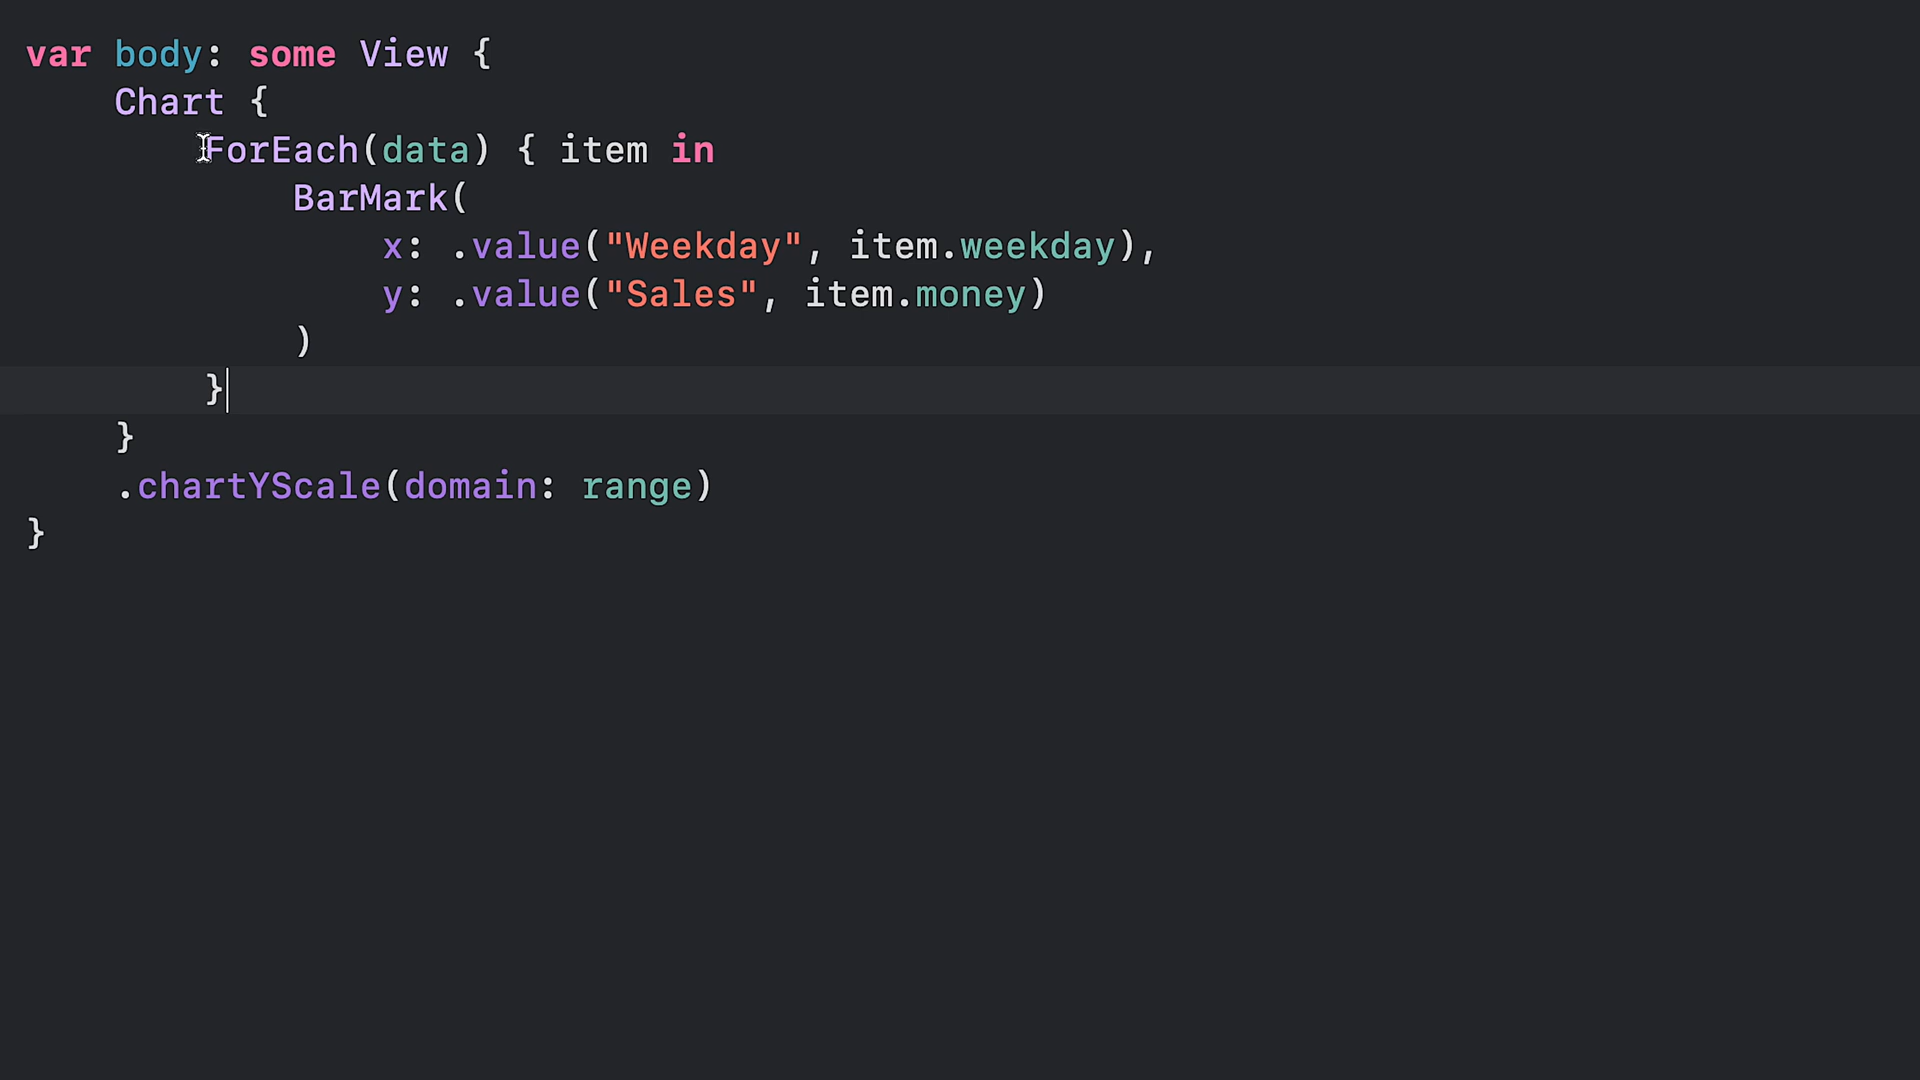 var body: some View {
    Chart {
        ForEach(data) { item in
            BarMark(
                x: .value("Weekday", item.weekday),
                y: .value("Sales", item.money)
            )
        }
    }
    .chartYScale(domain: range)
}